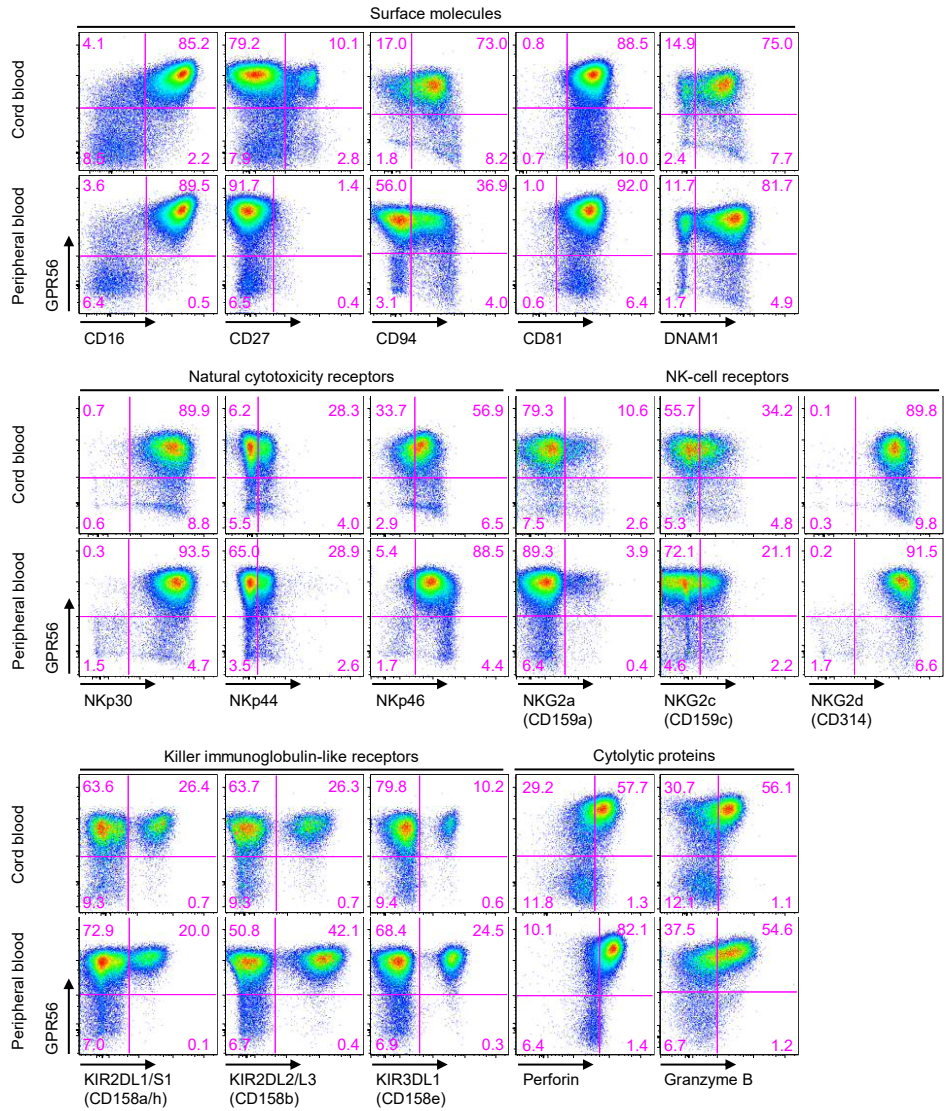 Surface molecules
Cord blood
4.1 85.2 79.2 10.1 17.0 73.0 0.8 88.5 14.9 75.0
8.5 2.2 7.9 2.8 1.8 8.2 0.7 10.0 2.4 7.7
Peripheral blood
GPR56
3.6 89.5 91.7 1.4 56.0 36.9 1.0 92.0 11.7 81.7
6.4 0.5 6.5 0.4 3.1 4.0 0.6 6.4 1.7 4.9
CD16 CD27 CD94 CD81 DNAM1
Natural cytotoxicity receptors NK-cell receptors
Cord blood
0.7 89.9 6.2 28.3 33.7 56.9 79.3 10.6 55.7 34.2 0.1 89.8
0.6 8.8 5.5 4.0 2.9 6.5 7.5 2.6 5.3 4.8 0.3 9.8
Peripheral blood
GPR56
0.3 93.5 65.0 28.9 5.4 88.5 89.3 3.9 72.1 21.1 0.2 91.5
1.5 4.7 3.5 2.6 1.7 4.4 6.4 0.4 4.6 2.2 1.7 6.6
NKp30 NKp44 NKp46 NKG2a NKG2c NKG2d
(CD159a) (CD159c) (CD314)
Killer immunoglobulin-like receptors Cytolytic proteins
Cord blood
63.6 26.4 63.7 26.3 79.8 10.2 29.2 57.7 30.7 56.1
9.3 0.7 9.3 0.7 9.4 0.6 11.8 1.3 12.1 1.1
Peripheral blood
GPR56
72.9 20.0 50.8 42.1 68.4 24.5 10.1 82.1 37.5 54.6
7.0 0.1 6.7 0.4 6.9 0.3 6.4 1.4 6.7 1.2
KIR2DL1/S1 KIR2DL2/L3 KIR3DL1 Perforin Granzyme B
(CD158a/h) (CD158b) (CD158e)